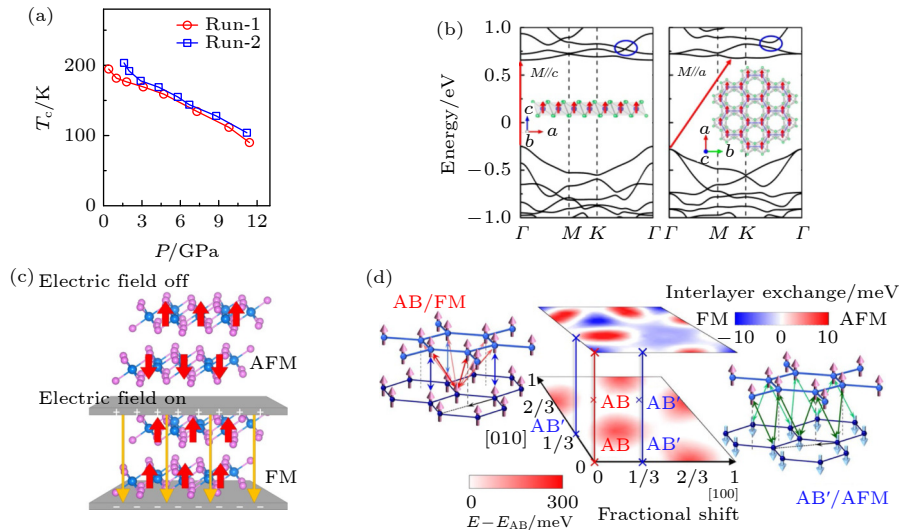 (a)
Run-1
Run-2
200
150
100
50
0
0 3 6 9 12
Tc/K
P/GPa
(b)
1.0
0.5
0
−0.5
−1.0
Energy/eV
M//c
c
b
a
M//a
a
c
b
Γ M K Γ
Γ M K Γ
(c)
Electric field off
AFM
Electric field on
+ + + +
FM
− − − − −
(d)
AB/FM
Interlayer exchange/meV
FM
AFM
−10 0 10
1
2/3
AB′
1/3
[010]
AB
AB′
AB
AB′
0 1/3 2/3 1
[100]
Fractional shift
0 300
E−EAB/meV
AB′/AFM